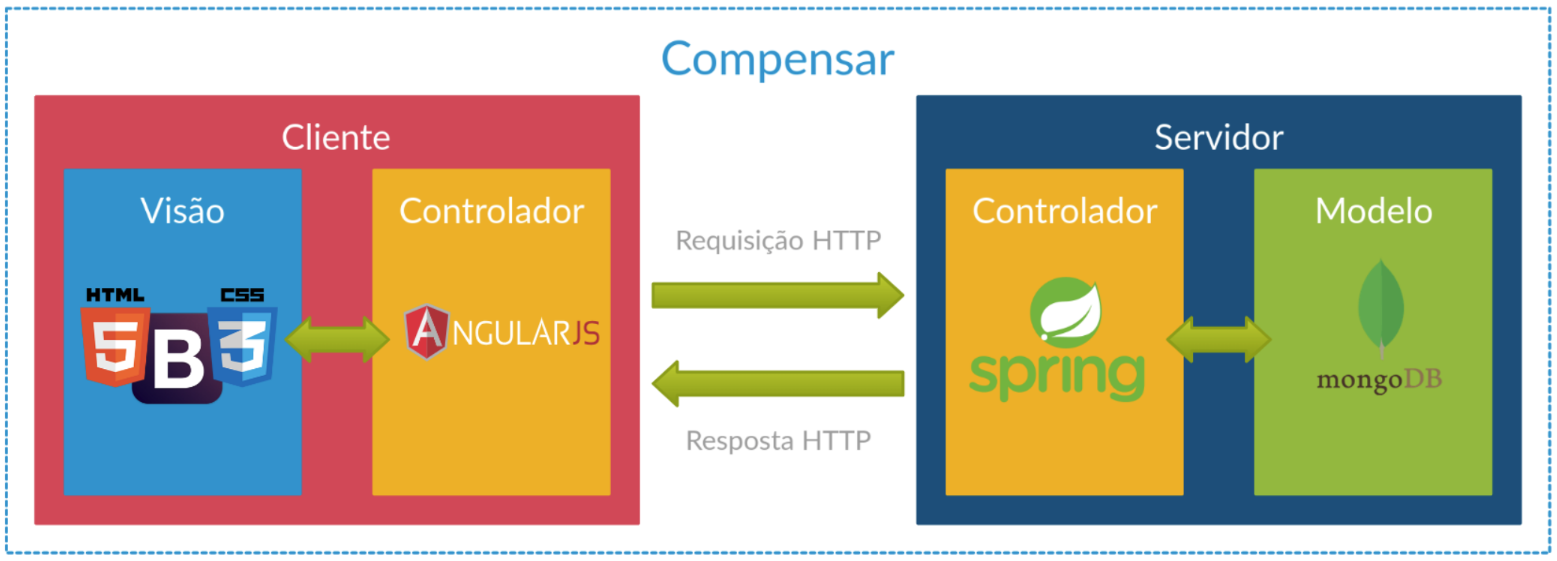 Compensar
Cliente
Visão
HTML
CSS
5
B
3
Controlador
ANGULARJS
Requisição HTTP
Resposta HTTP
Servidor
Controlador
spring
Modelo
mongoDB